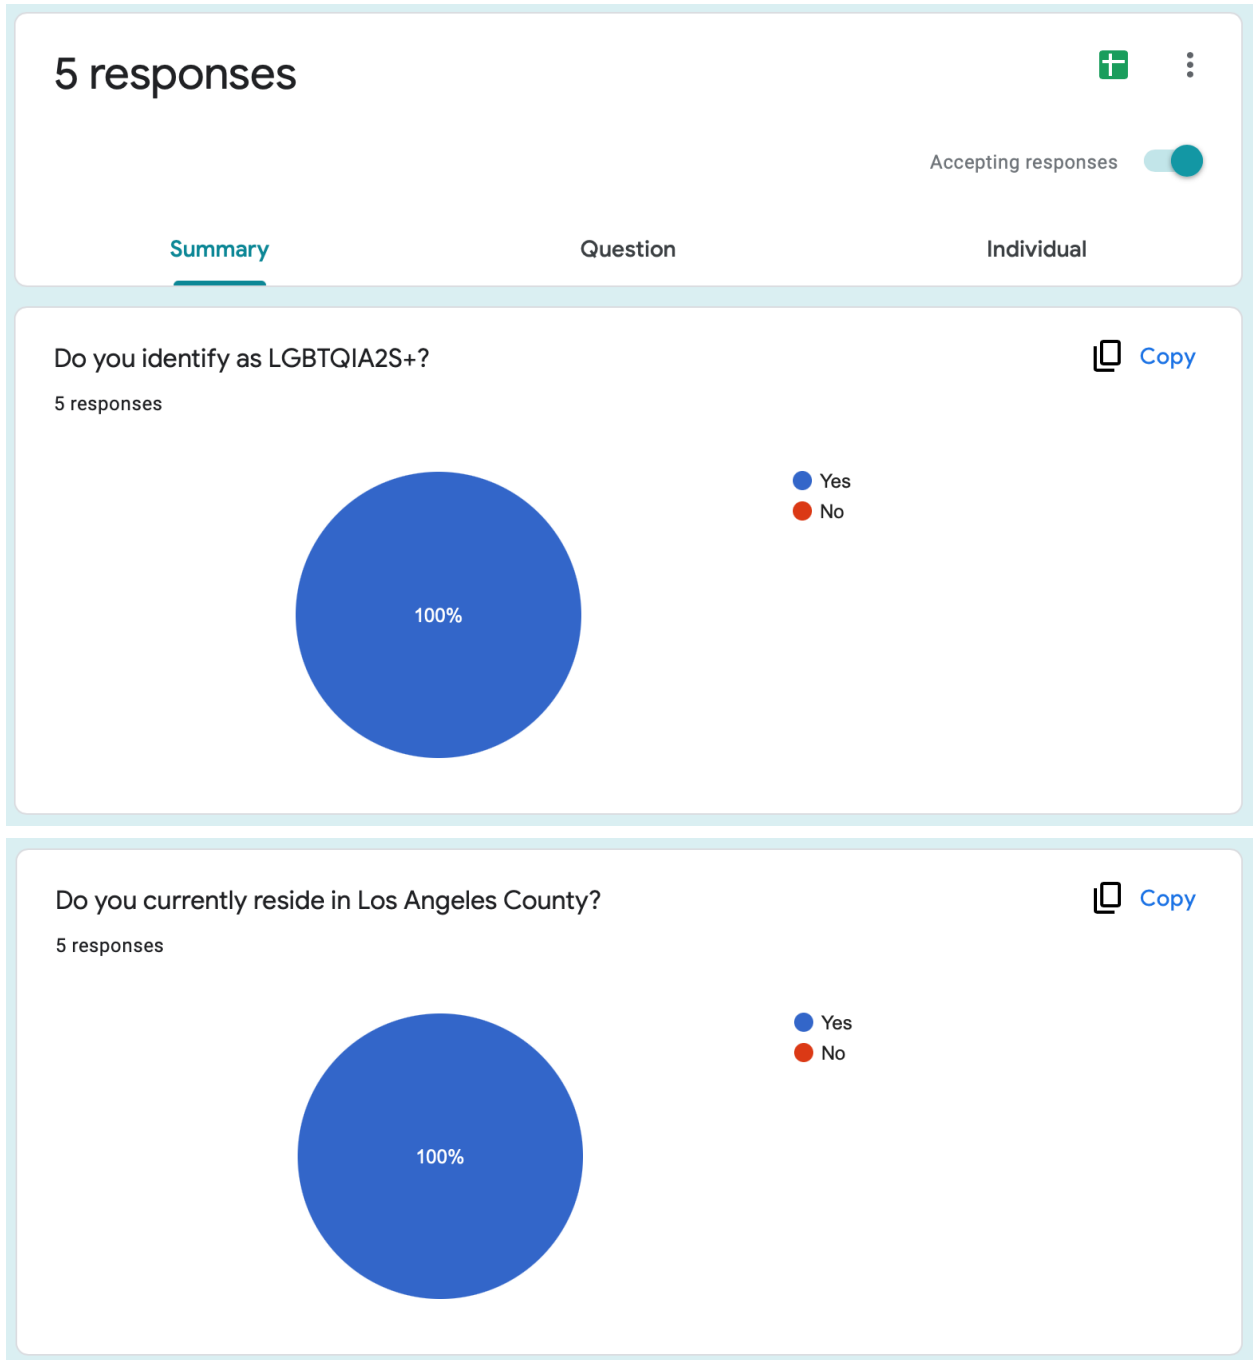 5 responses
Accepting responses
Summary Question Individual
Do you identify as LGBTQIA2S+?
Copy
5 responses
Yes
No
100%
Do you currently reside in Los Angeles County?
Copy
5 responses
Yes
No
100%